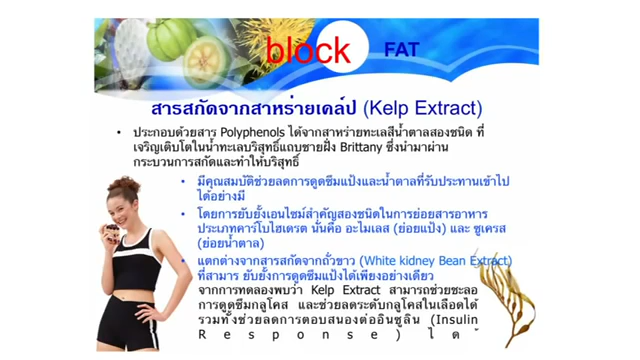 block FAT
สารสกัดจากสาหร่ายเคล์ป (Kelp Extract)
• ประกอบด้วยสาร Polyphenols ได้จากสาหร่ายทะเลสีน้ำตาลสองชนิด ที่
เจริญเติบโตในน้ำทะเลบริสุทธิ์แถบชายฝั่ง Brittany ซึ่งนำมาผ่าน
กระบวนการสกัดและทำให้บริสุทธิ์
• มีคุณสมบัติช่วยลดการดูดซึมแป้งและน้ำตาลที่รับประทานเข้าไป
ได้อย่างมี
• โดยการยับยั้งเอนไซม์สำคัญสองชนิดในการย่อยสารอาหาร
ประเภทคาร์โบไฮเดรต นั่นคือ อะไมเลส (ย่อยแป้ง) และ ซูเครส
(ย่อยน้ำตาล)
• แตกต่างจากสารสกัดจากถั่วขาว (White kidney Bean Extract)
ที่สามาร ยับยั้งการดูดซึมแป้งได้เพียงอย่างเดียว
จากการทดลองพบว่า Kelp Extract สามารถช่วยชะลอ
การดูดซึมกลูโคส และช่วยลดระดับกลูโคสในเลือดได้
รวมทั้งช่วยลดการตอบสนองต่ออินซูลิน (Insulin
Response) ได้